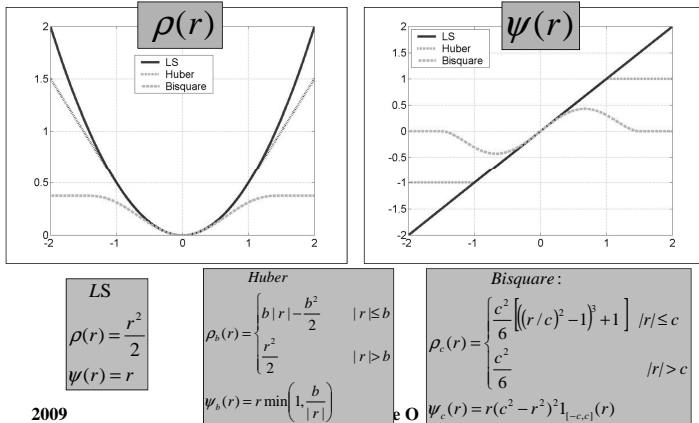 ρ(r)
ψ(r)
2
1.5
1
0.5
0
-2 -1 0 1 2
LS
Huber
Bisquare
2
1.5
1
0.5
0
-0.5
-1
-1.5
-2
-2 -1 0 1 2
LS
Huber
Bisquare
LS
ρ(r) = r²/2
ψ(r) = r
Huber
ρ_b(r) = { b | r | − b²/2 | r |≤ b
r²/2 | r |> b
ψ_b(r) = r min(1, b/| r |)
Bisquare:
ρ_c(r) = { c²/6 [((r / c)² − 1)³ + 1] |r| ≤ c
c²/6 |r| > c
ψ_c(r) = r(c² − r²)² 1_[−c,c](r)
2009
e O